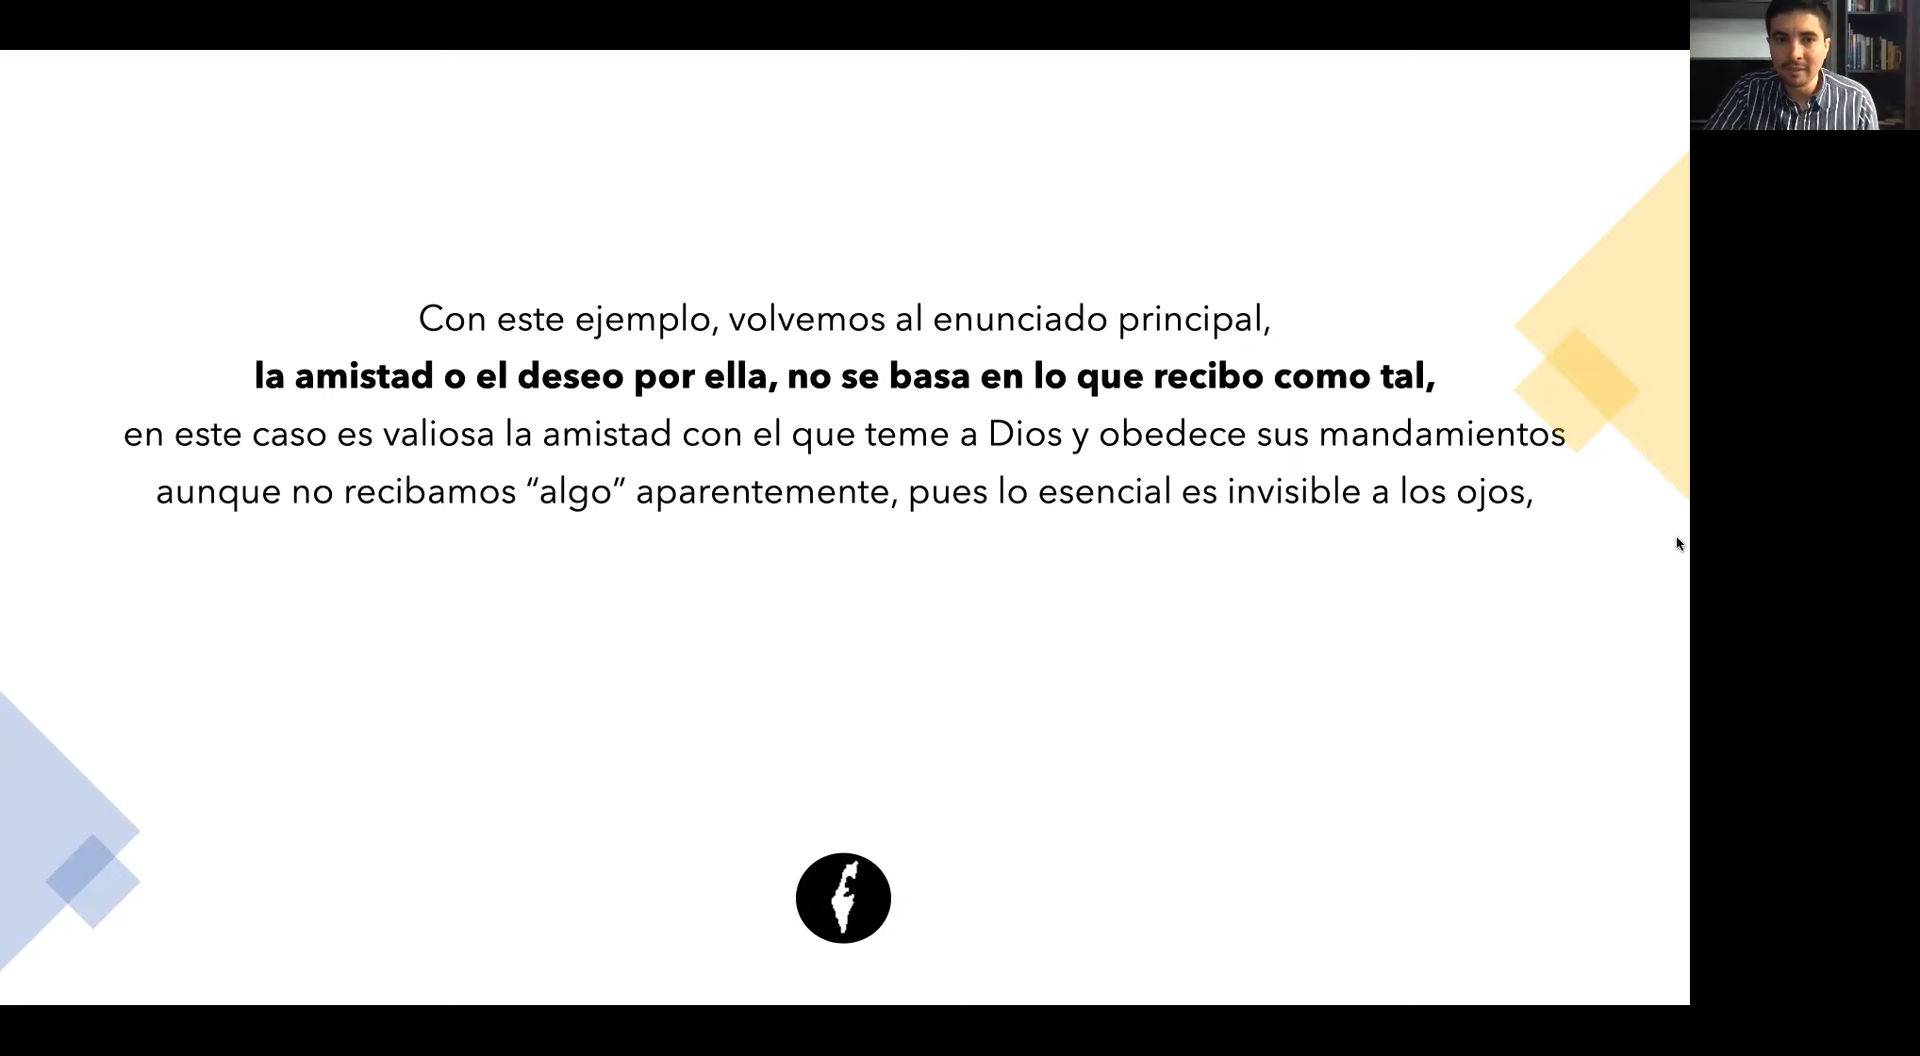 Con este ejemplo, volvemos al enunciado principal,
la amistad o el deseo por ella, no se basa en lo que recibo como tal,
en este caso es valiosa la amistad con el que teme a Dios y obedece sus mandamientos
aunque no recibamos “algo” aparentemente, pues lo esencial es invisible a los ojos,